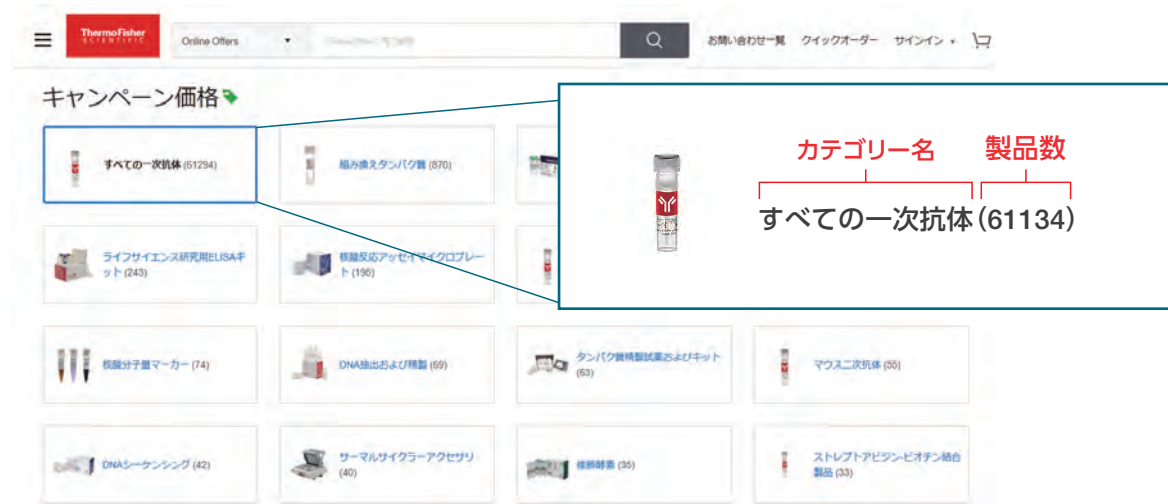 ThermoFisher
SCIENTIFIC
Online Offers
お問い合わせ一覧 クイックオーダー サインイン
キャンペーン価格
カテゴリー名 製品数
すべての一次抗体 (61134)
すべての一次抗体 (61294)
組み換えタンパク質 (870)
ライフサイエンス研究用ELISAキ
ット (243)
核酸反応アッセイマイクロプレー
ト (195)
核酸分子量マーカー (74)
DNA抽出および精製 (69)
タンパク質精製試薬およびキット
(63)
マウス二次抗体 (55)
DNAシーケンシング (42)
サーマルサイクラーアクセサリ
(40)
修飾酵素 (35)
ストレプトアビジン-ビオチン結合
製品 (33)